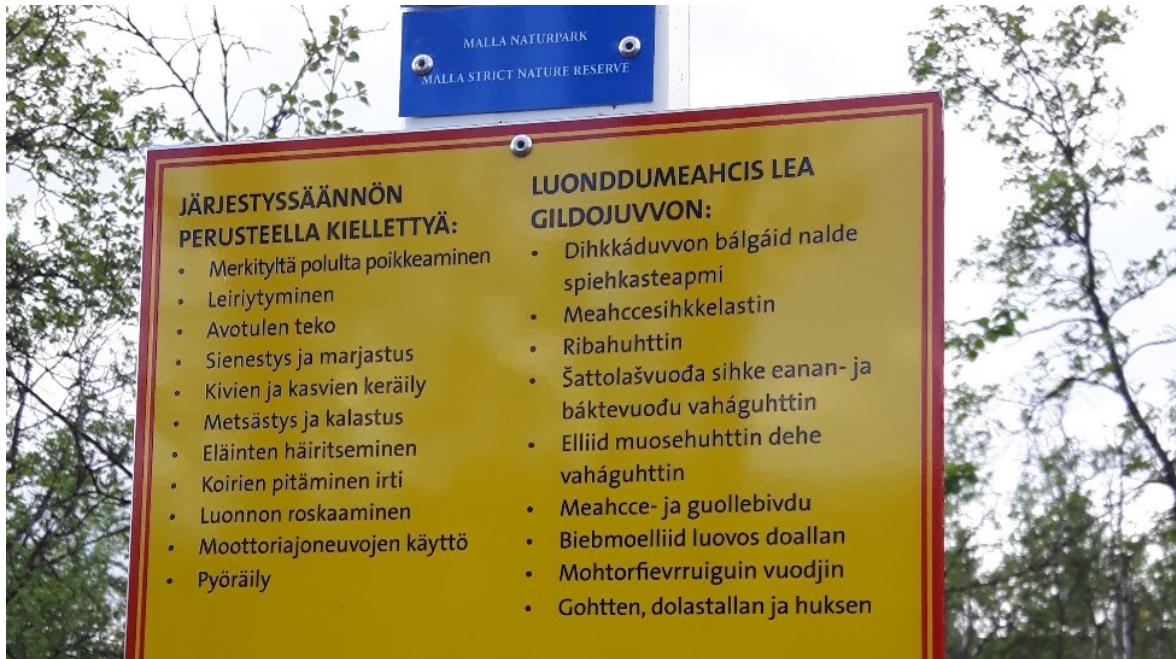 MALLA NATURPARK
MALLA STRICT NATURE RESERVE
JÄRJESTYSSÄÄNNÖN
PERUSTEELLA KIELLETTYÄ:
• Merkityltä polulta poikkeaminen
• Leiriytyminen
• Avotulen teko
• Sienestys ja marjastus
• Kivien ja kasvien keräily
• Metsästys ja kalastus
• Eläinten häiritseminen
• Koirien pitäminen irti
• Luonnon roskaaminen
• Moottoriajoneuvojen käyttö
• Pyöräily
LUONDDUMEAHCIS LEA
GILDOJUVVON:
• Dihkkáduvvon bálgáid nalde
spiehkasteapmi
• Meahccesihkkelastin
• Ribahuhttin
• Šattolašvuođa sihke eanan- ja
báktevuođu vaháguhttin
• Elliid muosehuhttin dehe
vaháguhttin
• Meahcce- ja guollebivdu
• Biebmoelliid luovos doallan
• Mohtorfievrruiguin vuodjin
• Gohtten, dolastallan ja huksen